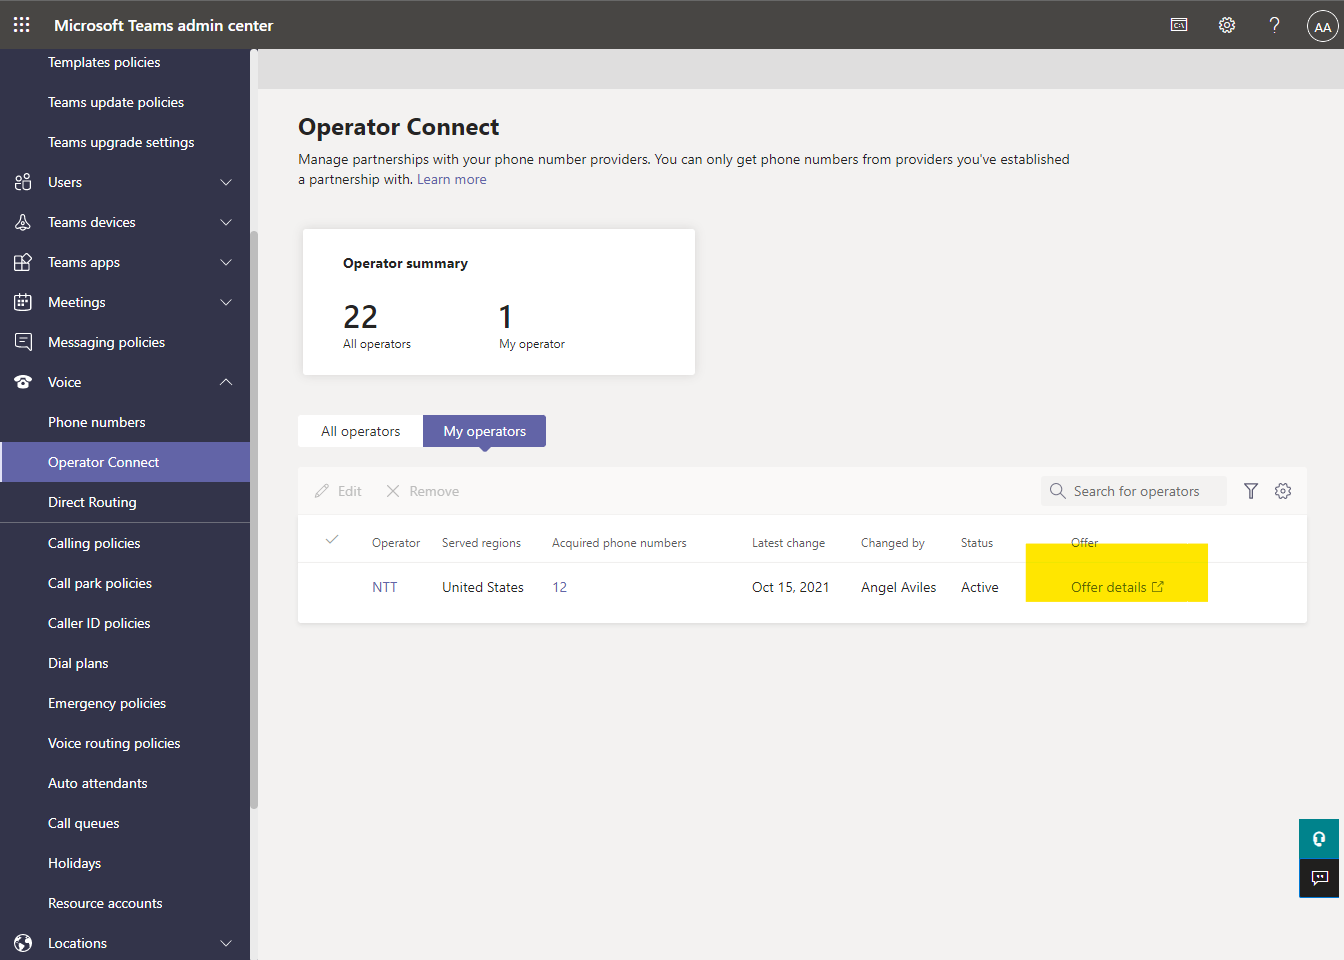 Microsoft Teams admin center
C:\
AA
Templates policies
Teams update policies
Teams upgrade settings
Users
Teams devices
Teams apps
Meetings
Messaging policies
Voice
Phone numbers
Operator Connect
Direct Routing
Calling policies
Call park policies
Caller ID policies
Dial plans
Emergency policies
Voice routing policies
Auto attendants
Call queues
Holidays
Resource accounts
Locations
Operator Connect
Manage partnerships with your phone number providers. You can only get phone numbers from providers you've established
a partnership with. Learn more
Operator summary
22 1
All operators My operator
All operators My operators
Edit Remove Search for operators
Operator Served regions Acquired phone numbers Latest change Changed by Status Offer
NTT United States 12 Oct 15, 2021 Angel Aviles Active Offer details